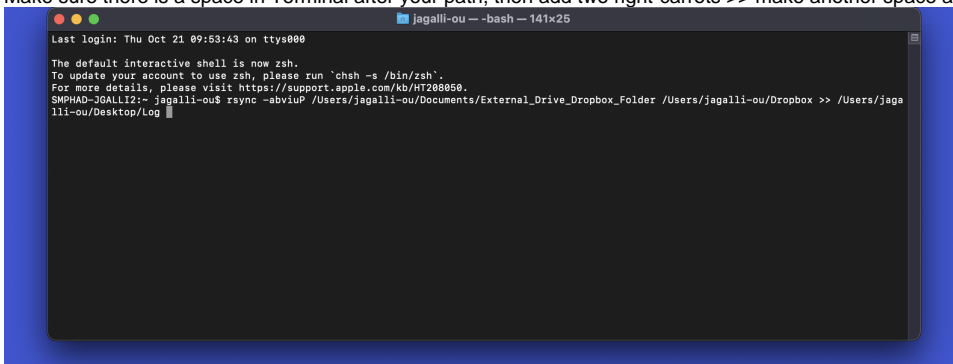 Make sure there is a space in Terminal after your path, then add two right-carrots >> make another space a
jagalli-ou — -bash — 141×25
Last login: Thu Oct 21 09:53:43 on ttys000
The default interactive shell is now zsh.
To update your account to use zsh, please run `chsh -s /bin/zsh`.
For more details, please visit https://support.apple.com/kb/HT208050.
SMPHAD-JGALLI2:~ jagalli-ou$ rsync -abviuP /Users/jagalli-ou/Documents/External_Drive_Dropbox_Folder /Users/jagalli-ou/Dropbox >> /Users/jaga
lli-ou/Desktop/Log